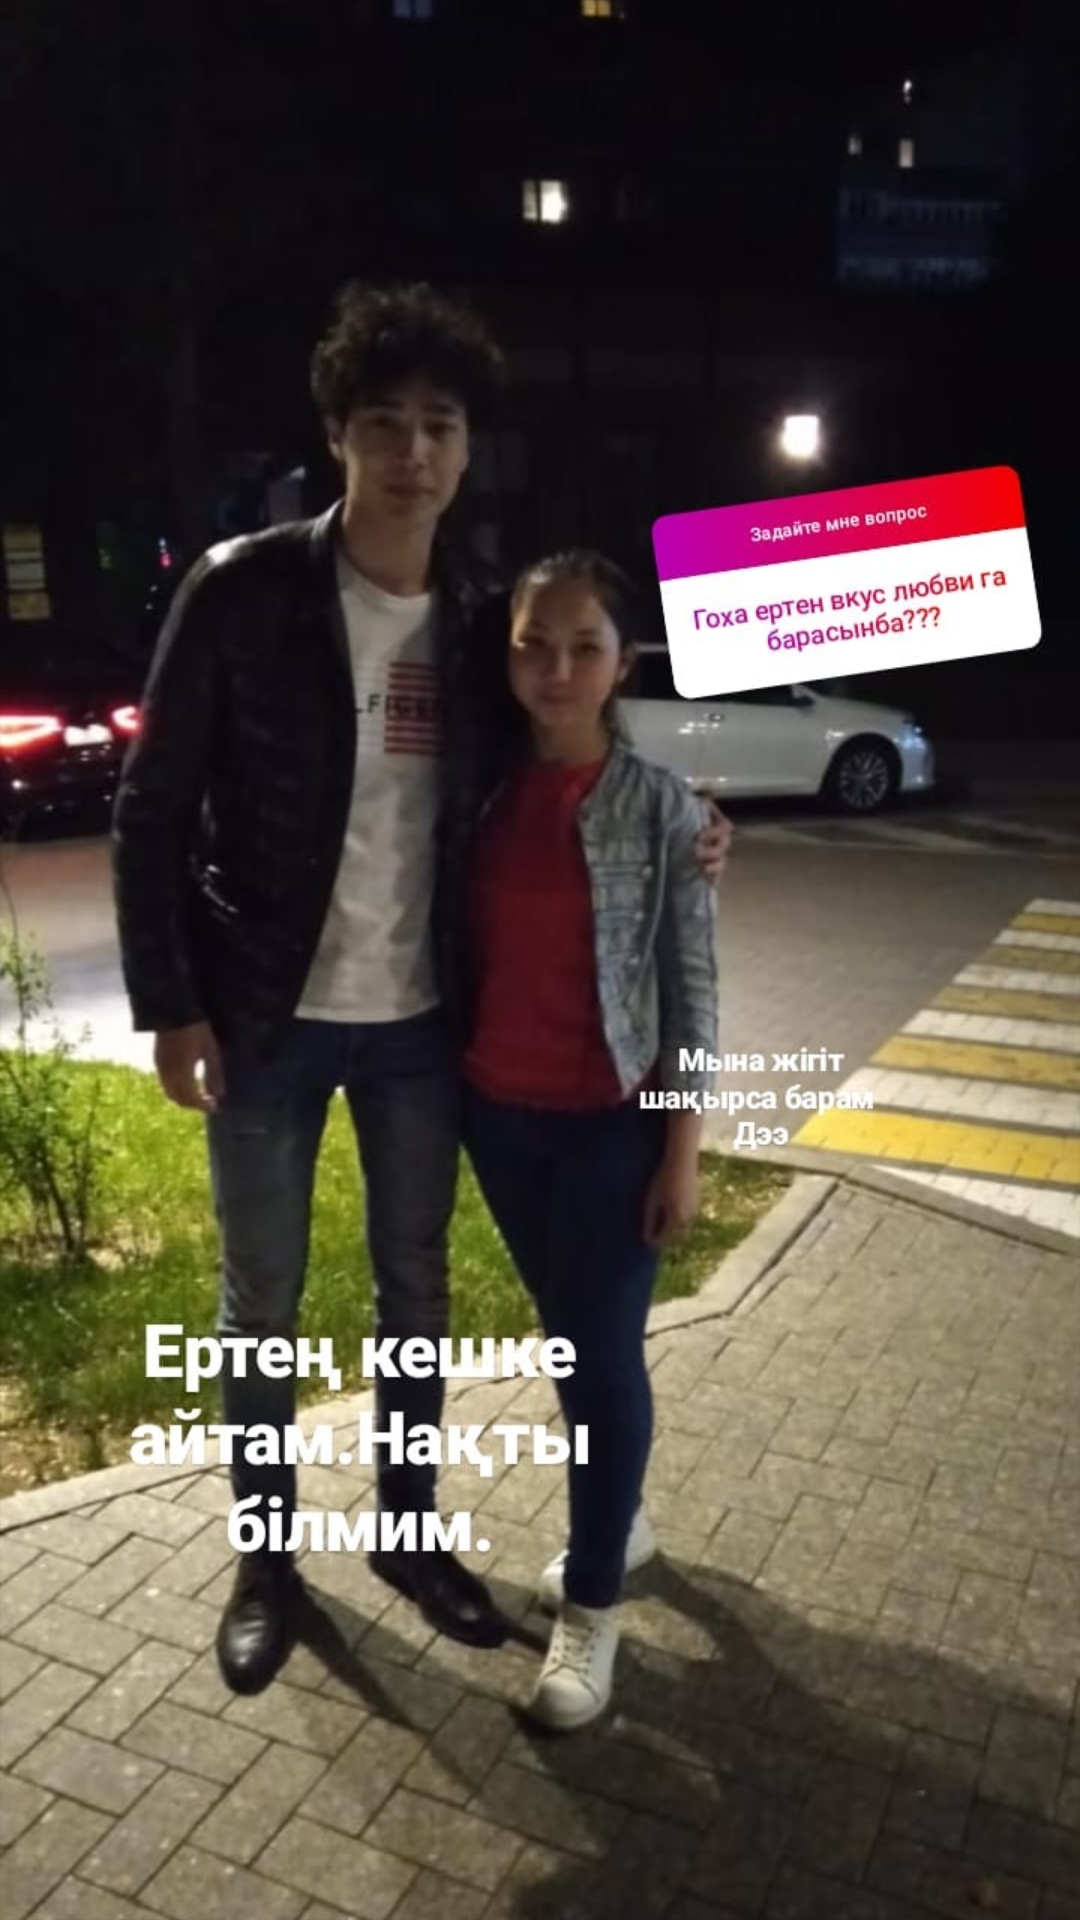 Задайте мне вопрос
Гоха ертен вкус любви га
барасынба???
Мына жігіт
шақырса барам
Дээ
Ертең кешке
айтам.Нақты
білмим.